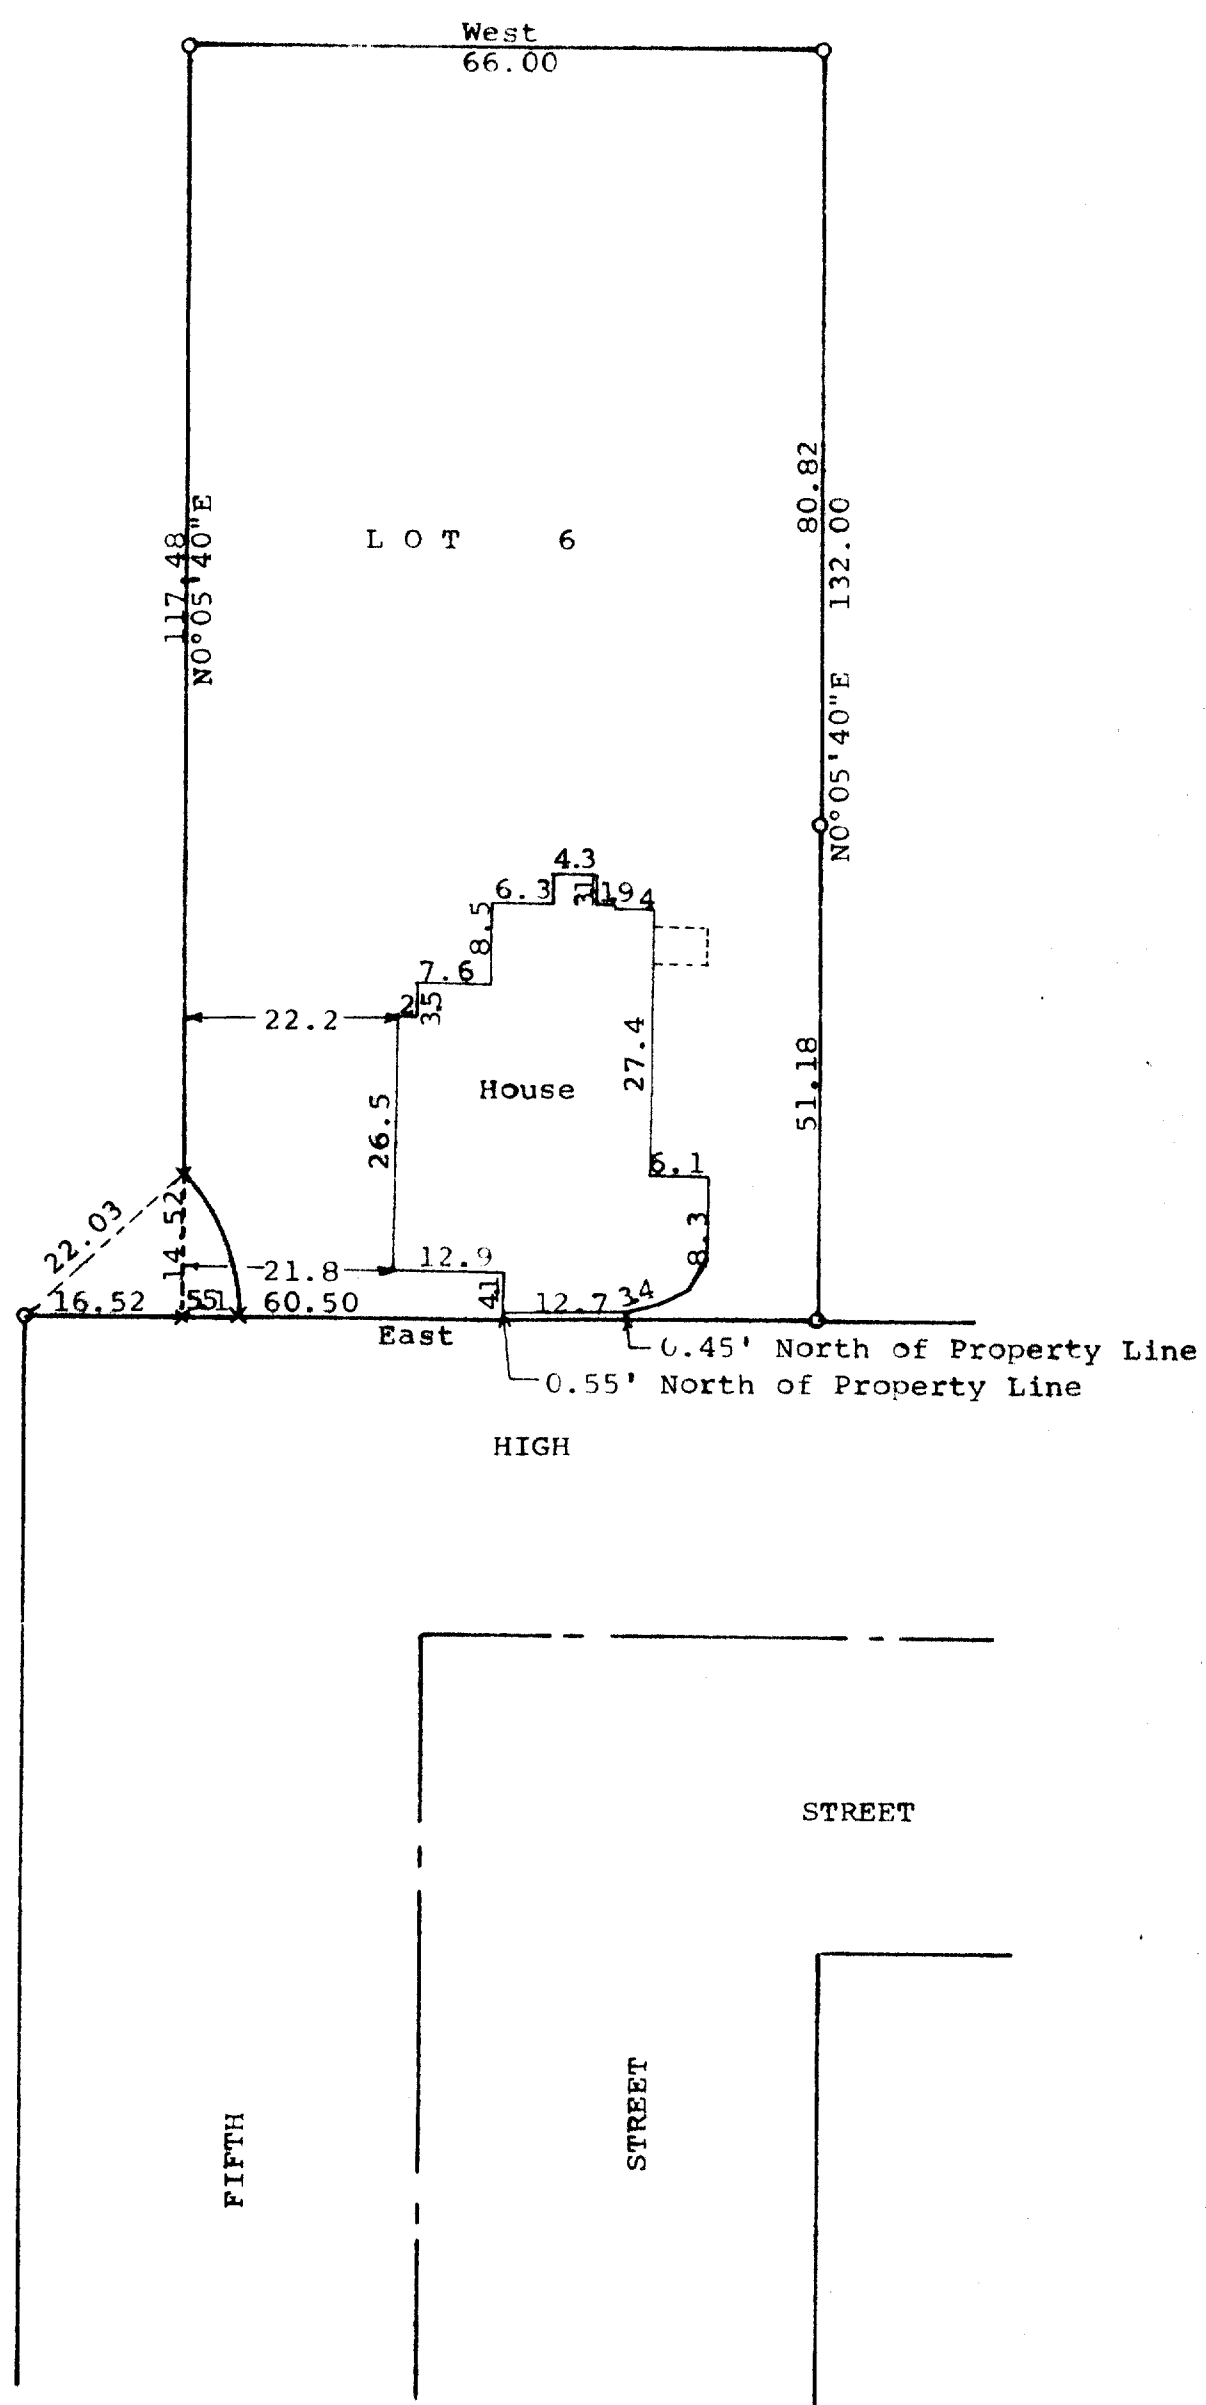 West
66.00
80.82
N0°05'40"E 132.00
117.48
N0°05'40"E
LOT 6
4.3
6.3
31
19
4
8.5
7.6
2
35
22.2
27.4
51.18
House
26.5
6.1
22.03
14.52
8.3
12.9
21.8
41
34
16.52
551
60.50
12.7
East
0.45' North of Property Line
0.55' North of Property Line
HIGH
STREET
STREET
FIFTH